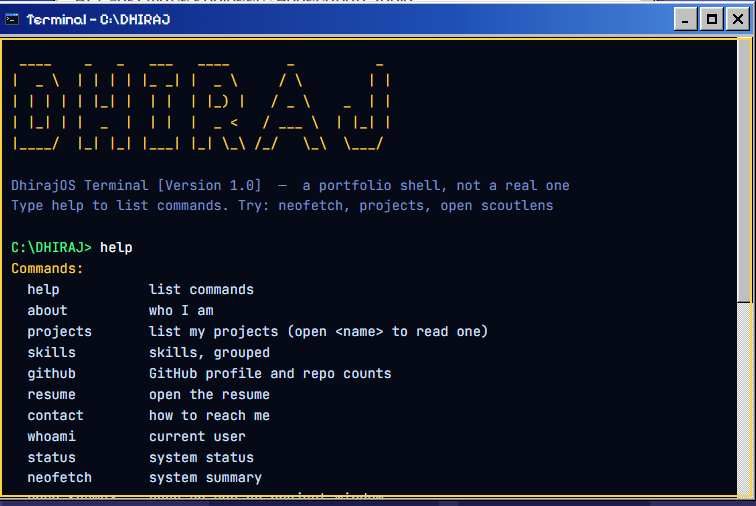 Terminal - C:\DHIRAJ
DHIRAJ
DhirajOS Terminal [Version 1.0] — a portfolio shell, not a real one
Type help to list commands. Try: neofetch, projects, open scoutlens
C:\DHIRAJ> help
Commands:
help list commands
about who I am
projects list my projects (open <name> to read one)
skills skills, grouped
github GitHub profile and repo counts
resume open the resume
contact how to reach me
whoami current user
status system status
neofetch system summary